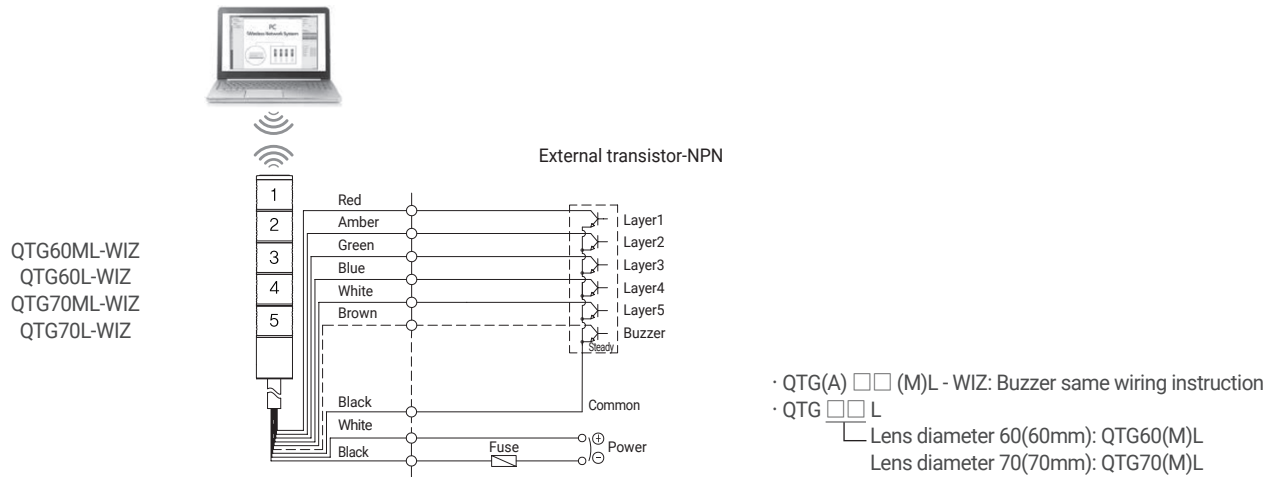 PC
Wireless Network System
External transistor-NPN
1
2
3
4
5
Red
Amber
Green
Blue
White
Brown
Layer1
Layer2
Layer3
Layer4
Layer5
Buzzer
Steady
QTG60ML-WIZ
QTG60L-WIZ
QTG70ML-WIZ
QTG70L-WIZ
Black
Common
White
Black
Fuse
⊕
⊖
Power
· QTG(A) □□ (M)L - WIZ: Buzzer same wiring instruction
· QTG □□ L
Lens diameter 60(60mm): QTG60(M)L
Lens diameter 70(70mm): QTG70(M)L